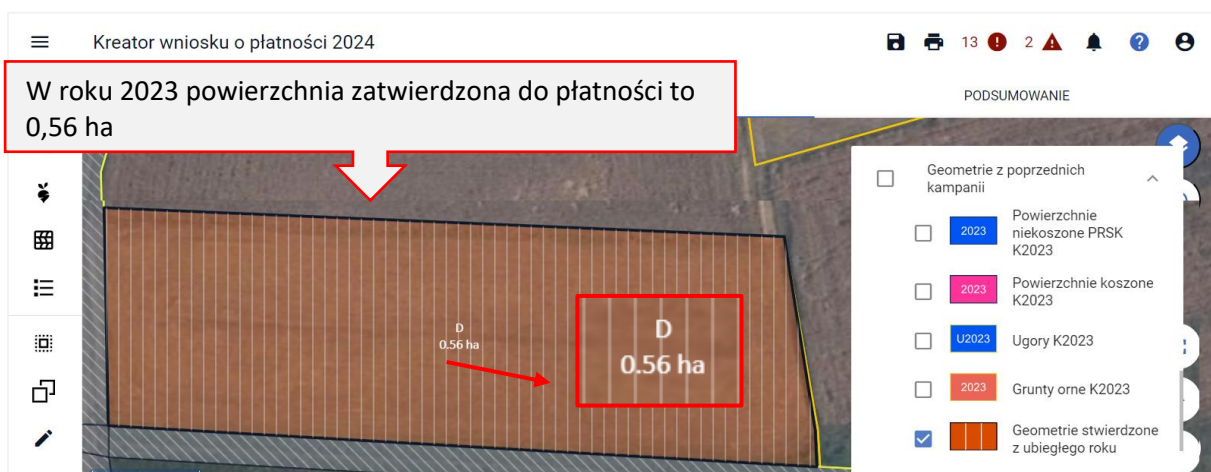 Kreator wniosku o płatności 2024
13
2
W roku 2023 powierzchnia zatwierdzona do płatności to
0,56 ha
PODSUMOWANIE
Geometrie z poprzednich
kampanii
2023
Powierzchnie
niekoszone PRSK
K2023
2023
Powierzchnie koszone
K2023
U2023
Ugory K2023
2023
Grunty orne K2023
Geometrie stwierdzone
z ubiegłego roku
D
0.56 ha
D
0.56 ha